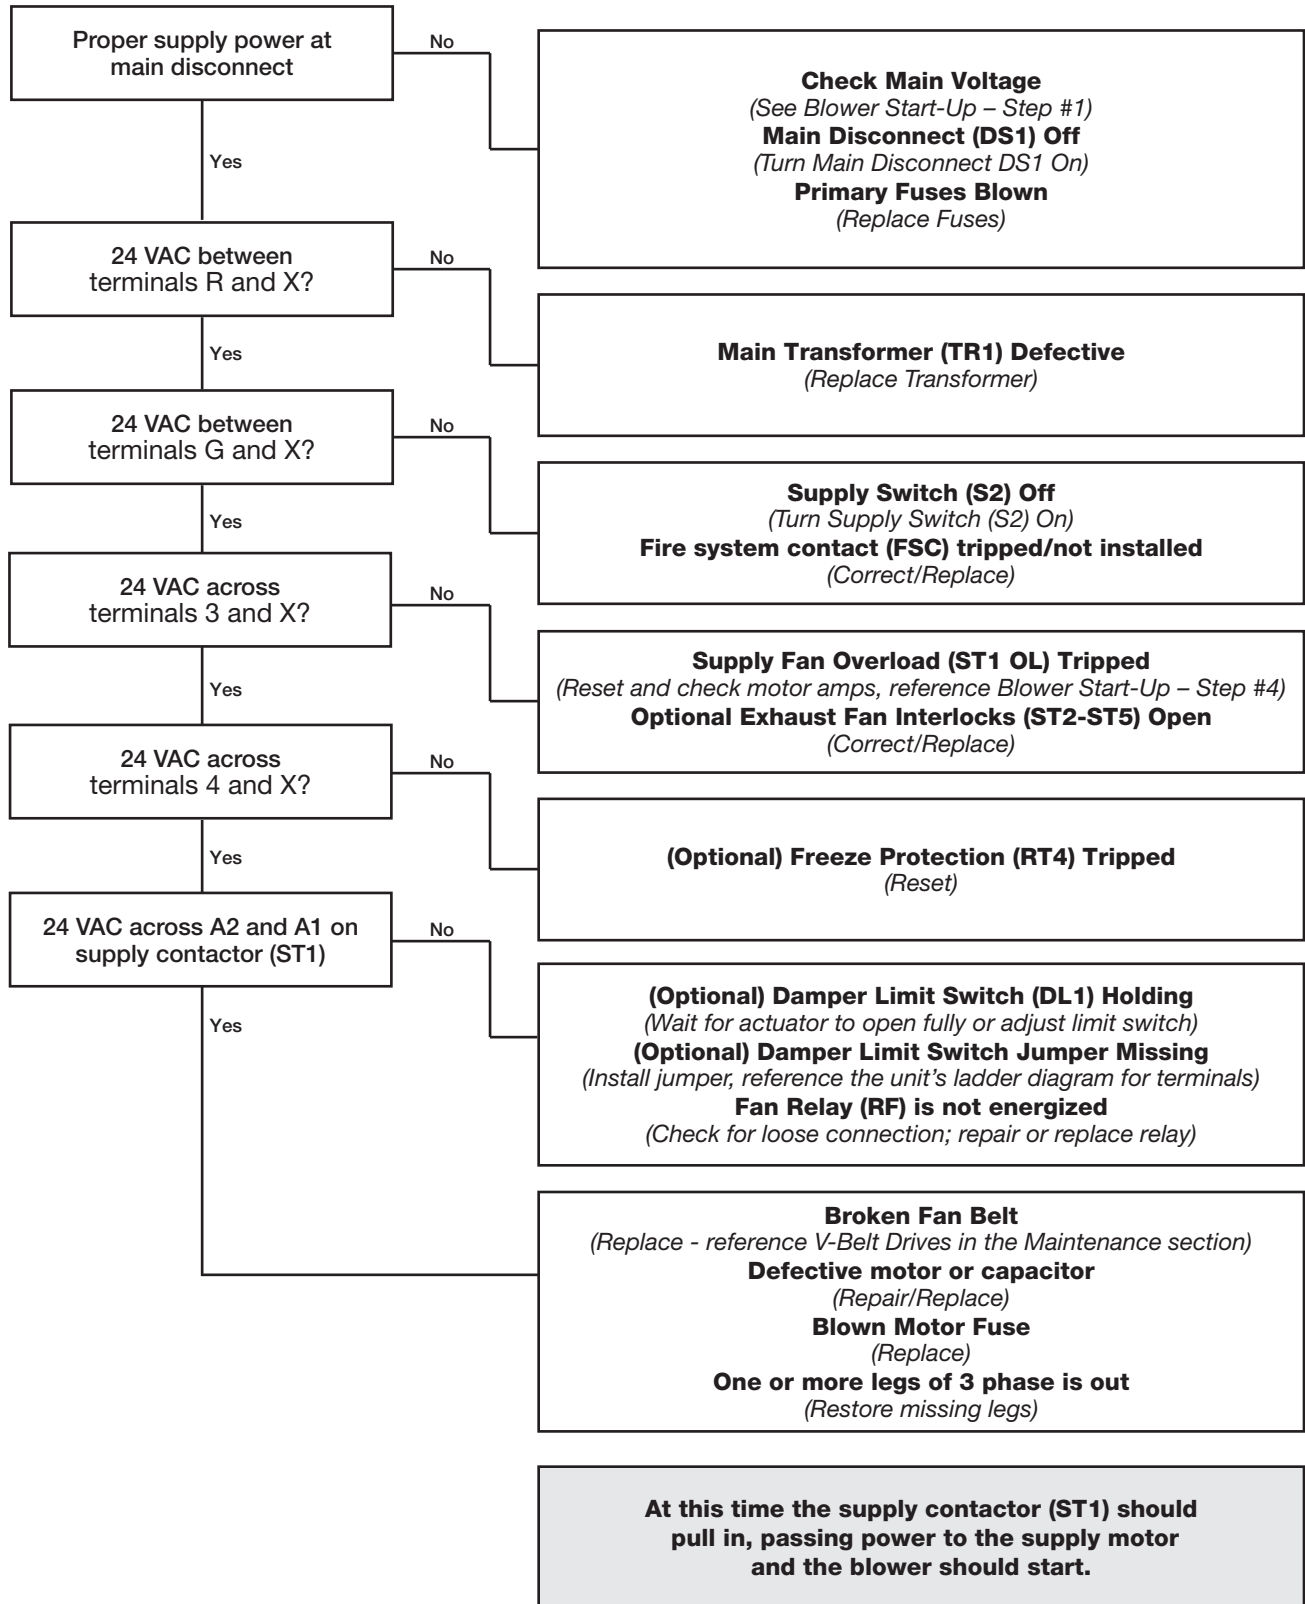 Proper supply power at
main disconnect
No
Check Main Voltage
(See Blower Start-Up – Step #1)
Main Disconnect (DS1) Off
(Turn Main Disconnect DS1 On)
Primary Fuses Blown
(Replace Fuses)
Yes
24 VAC between
terminals R and X?
No
Main Transformer (TR1) Defective
(Replace Transformer)
Yes
24 VAC between
terminals G and X?
No
Supply Switch (S2) Off
(Turn Supply Switch (S2) On)
Fire system contact (FSC) tripped/not installed
(Correct/Replace)
Yes
24 VAC across
terminals 3 and X?
No
Supply Fan Overload (ST1 OL) Tripped
(Reset and check motor amps, reference Blower Start-Up – Step #4)
Optional Exhaust Fan Interlocks (ST2-ST5) Open
(Correct/Replace)
Yes
24 VAC across
terminals 4 and X?
No
(Optional) Freeze Protection (RT4) Tripped
(Reset)
Yes
24 VAC across A2 and A1 on
supply contactor (ST1)
No
(Optional) Damper Limit Switch (DL1) Holding
(Wait for actuator to open fully or adjust limit switch)
(Optional) Damper Limit Switch Jumper Missing
(Install jumper, reference the unit's ladder diagram for terminals)
Fan Relay (RF) is not energized
(Check for loose connection; repair or replace relay)
Yes
Broken Fan Belt
(Replace - reference V-Belt Drives in the Maintenance section)
Defective motor or capacitor
(Repair/Replace)
Blown Motor Fuse
(Replace)
One or more legs of 3 phase is out
(Restore missing legs)
At this time the supply contactor (ST1) should
pull in, passing power to the supply motor
and the blower should start.